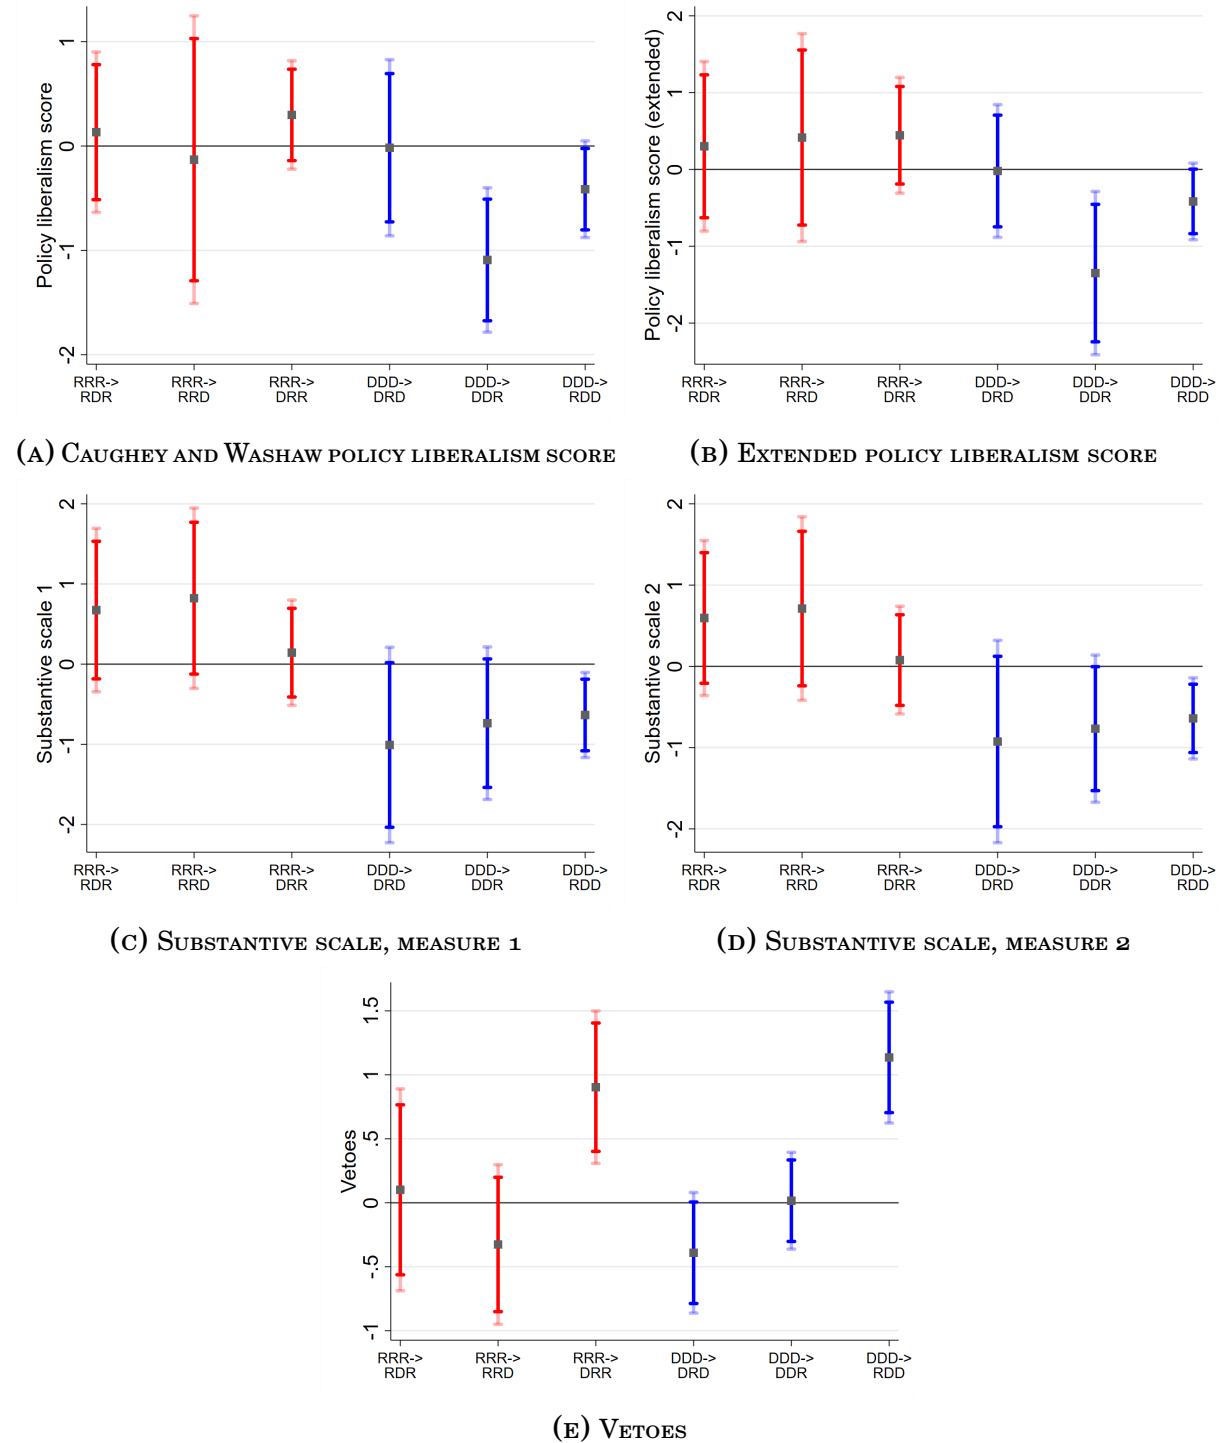 Policy liberalism score
1
0
-1
-2
RRR-> RRR-> RRR-> DDD-> DDD-> DDD->
RDR RRD DRR DRD DDR RDD
(A) Caughey and Washaw policy liberalism score
Policy liberalism score (extended)
2
1
0
-1
-2
RRR-> RRR-> RRR-> DDD-> DDD-> DDD->
RDR RRD DRR DRD DDR RDD
(B) Extended policy liberalism score
Substantive scale 1
2
1
0
-1
-2
RRR-> RRR-> RRR-> DDD-> DDD-> DDD->
RDR RRD DRR DRD DDR RDD
(C) Substantive scale, measure 1
Substantive scale 2
2
1
0
-1
-2
RRR-> RRR-> RRR-> DDD-> DDD-> DDD->
RDR RRD DRR DRD DDR RDD
(D) Substantive scale, measure 2
Vetoes
1.5
1
.5
0
-.5
-1
RRR-> RRR-> RRR-> DDD-> DDD-> DDD->
RDR RRD DRR DRD DDR RDD
(E) Vetoes